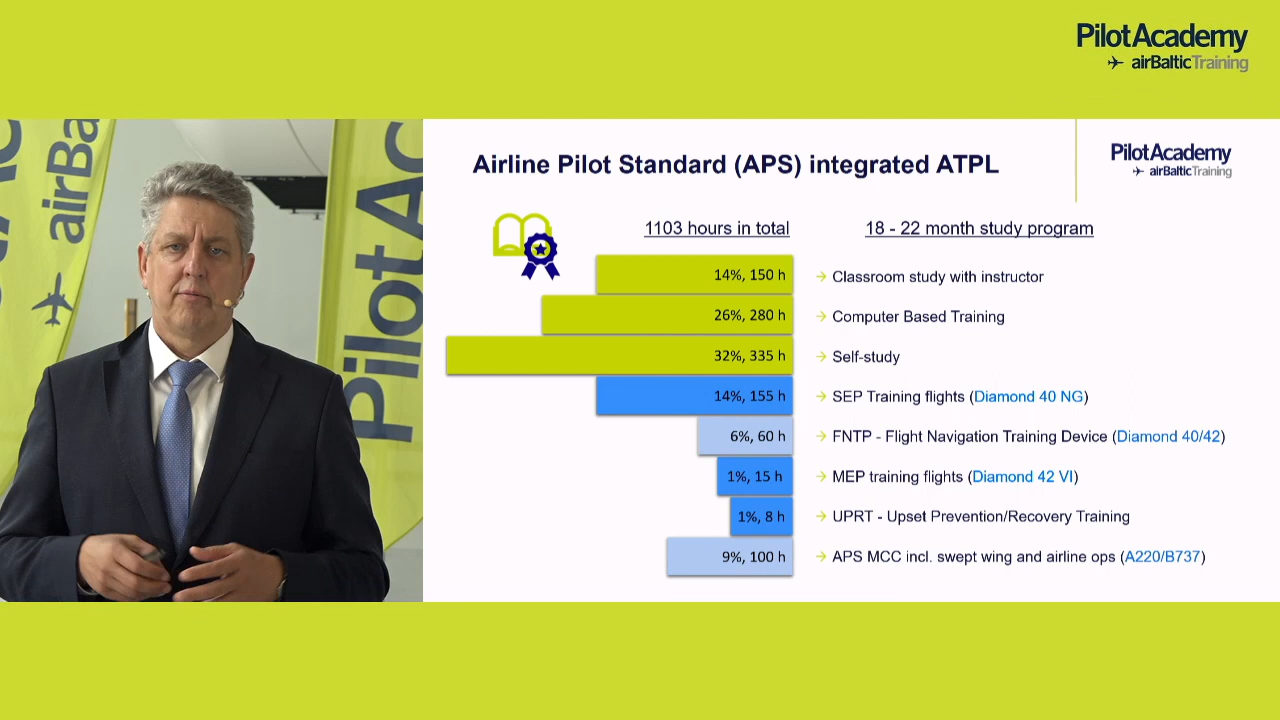 PilotAcademy
airBalticTraining
airBa
PilotAc
Airline Pilot Standard (APS) integrated ATPL
PilotAcademy
airBalticTraining
1103 hours in total
18 - 22 month study program
14%, 150 h → Classroom study with instructor
26%, 280 h → Computer Based Training
32%, 335 h → Self-study
14%, 155 h → SEP Training flights (Diamond 40 NG)
6%, 60 h → FNTP - Flight Navigation Training Device (Diamond 40/42)
1%, 15 h → MEP training flights (Diamond 42 VI)
1%, 8 h → UPRT - Upset Prevention/Recovery Training
9%, 100 h → APS MCC incl. swept wing and airline ops (A220/B737)